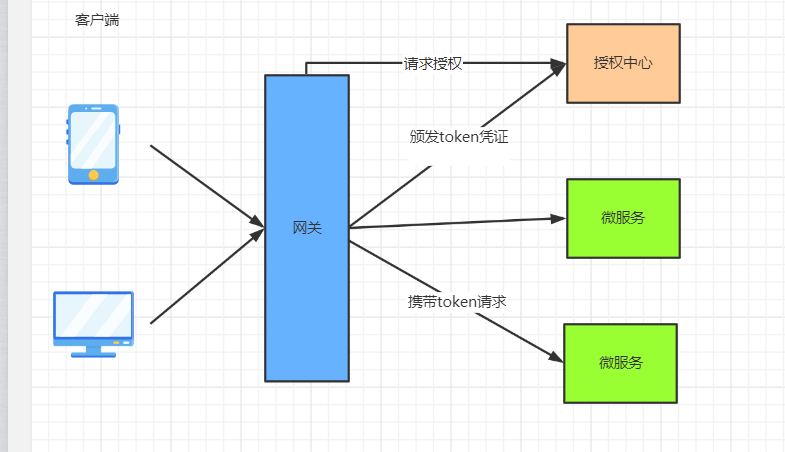 客户端
请求授权
授权中心
颁发token凭证
网关
微服务
携带token请求
微服务